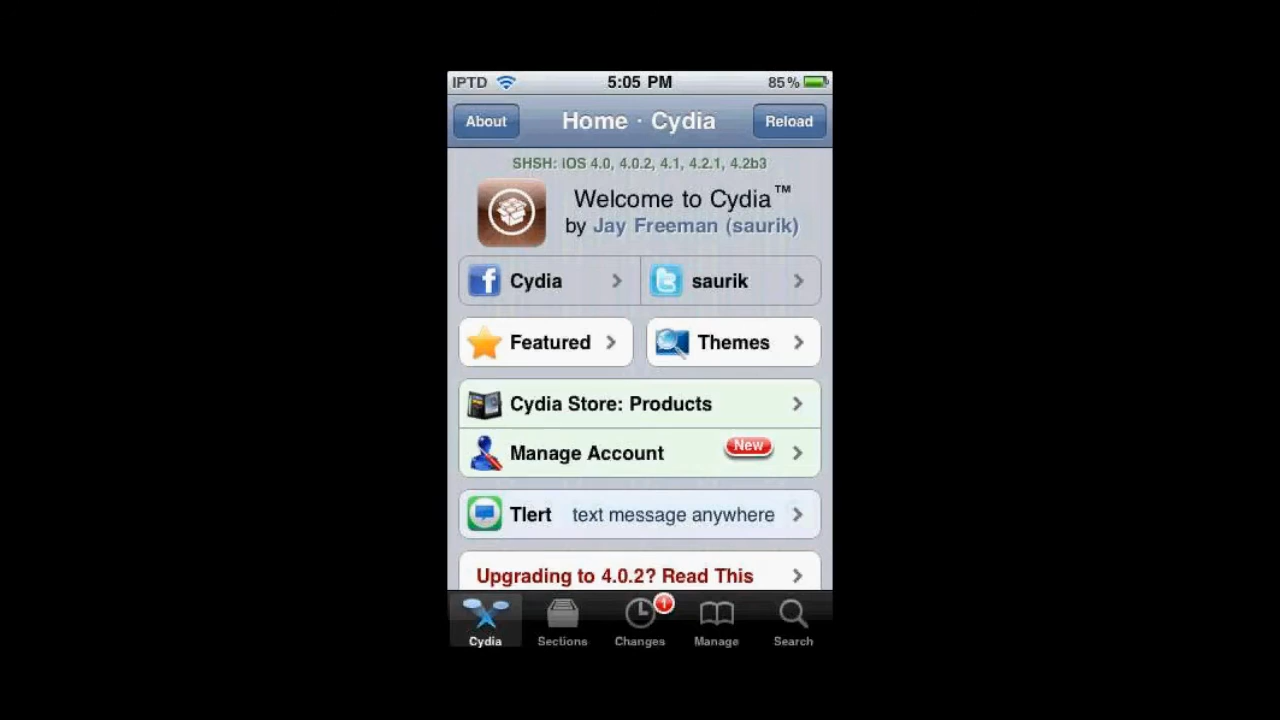 IPTD 5:05 PM 85%
About Home · Cydia Reload
SHSH: iOS 4.0, 4.0.2, 4.1, 4.2.1, 4.2b3
Welcome to Cydia™
by Jay Freeman (saurik)
Cydia saurik
Featured Themes
Cydia Store: Products
Manage Account New
Tlert text message anywhere
Upgrading to 4.0.2? Read This
1
Cydia Sections Changes Manage Search